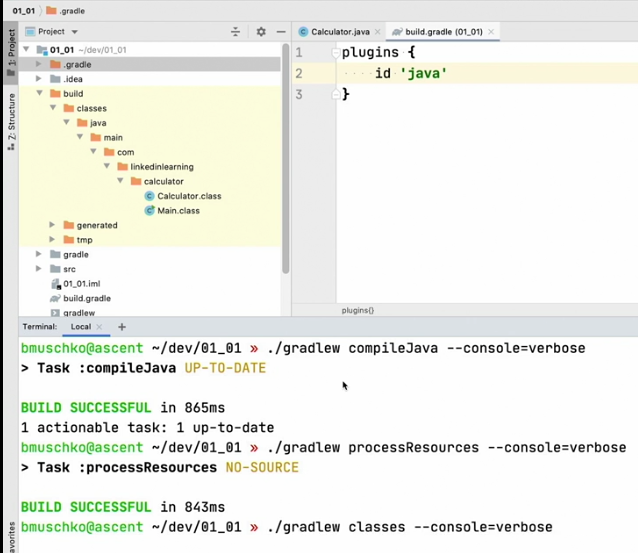 01_01 .gradle
1: Project
Project
Calculator.java
build.gradle (01_01)
01_01 ~/dev/01_01
.gradle
.idea
build
classes
java
main
com
linkedinlearning
calculator
Calculator.class
Main.class
generated
tmp
gradle
src
01_01.iml
build.gradle
gradlew
Z: Structure
1 plugins {
2 id 'java'
3 }
plugins{}
Terminal: Local +
bmuschko@ascent ~/dev/01_01 » ./gradlew compileJava --console=verbose
> Task :compileJava UP-TO-DATE
BUILD SUCCESSFUL in 865ms
1 actionable task: 1 up-to-date
bmuschko@ascent ~/dev/01_01 » ./gradlew processResources --console=verbose
> Task :processResources NO-SOURCE
BUILD SUCCESSFUL in 843ms
bmuschko@ascent ~/dev/01_01 » ./gradlew classes --console=verbose